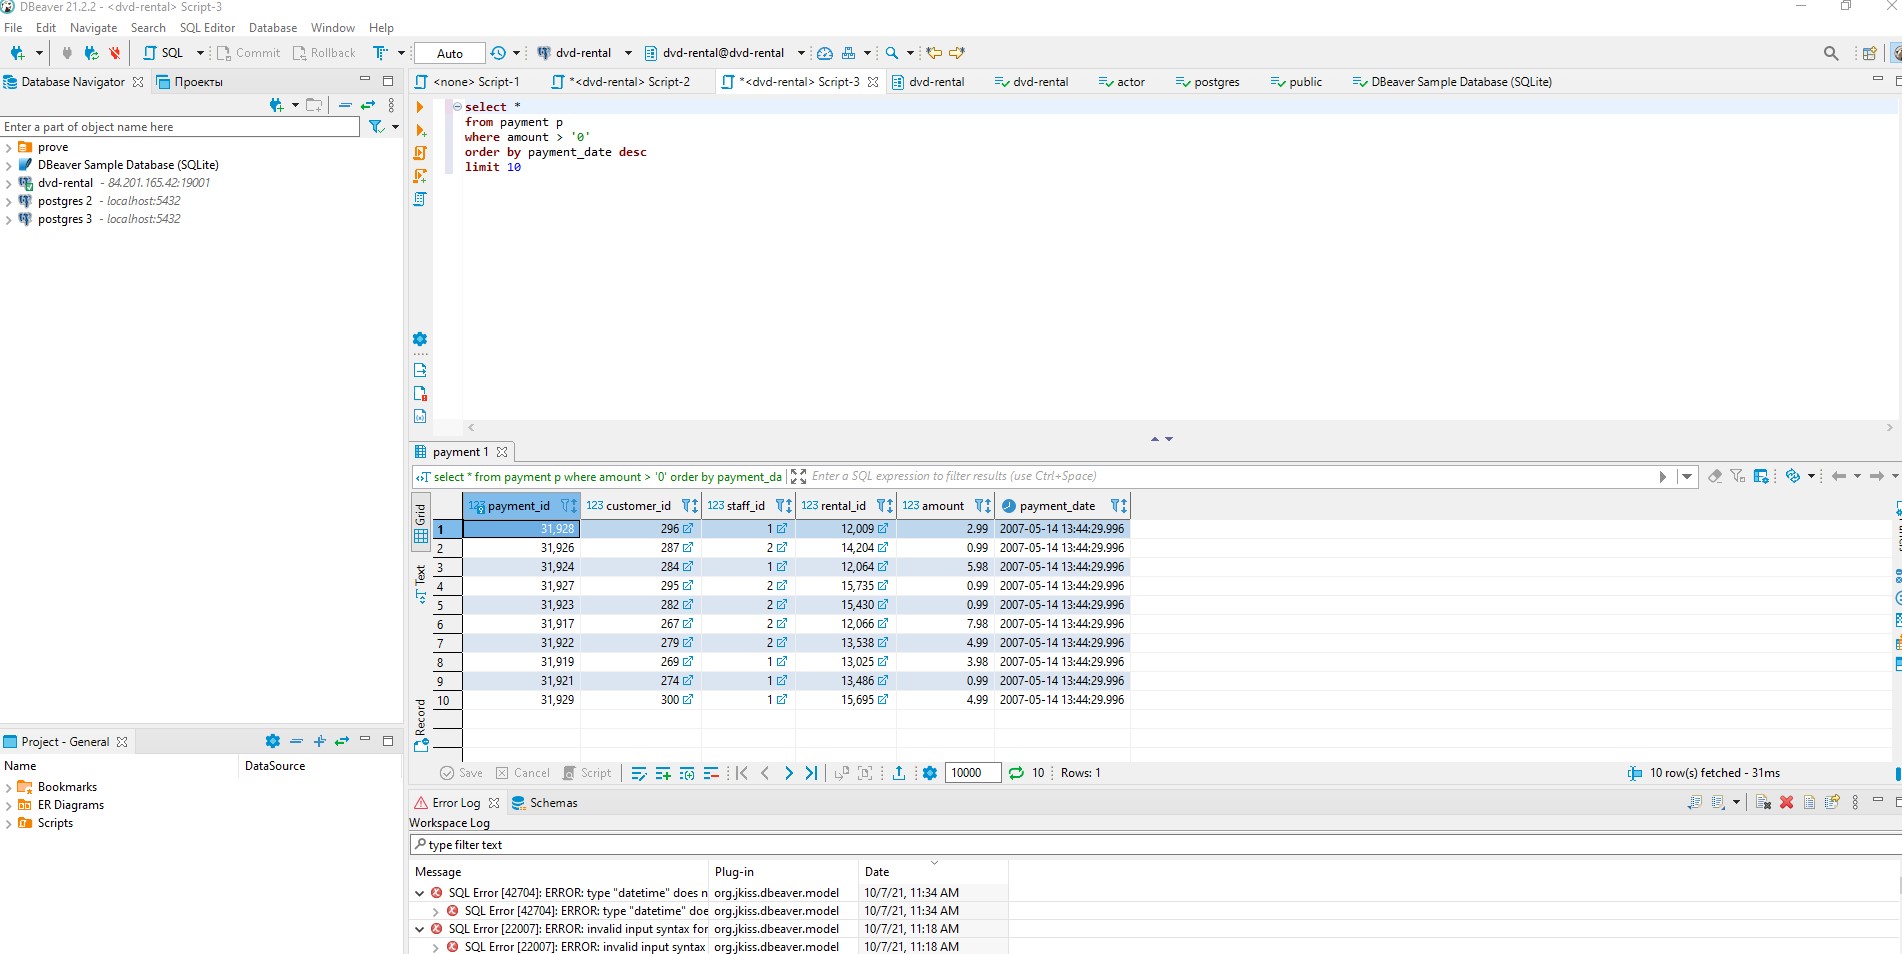 DBeaver 21.2.2 - <dvd-rental> Script-3
File Edit Navigate Search SQL Editor Database Window Help
SQL Commit Rollback Auto dvd-rental dvd-rental@dvd-rental
Database Navigator Проекты
Enter a part of object name here
prove
DBeaver Sample Database (SQLite)
dvd-rental - 84.201.165.42:19001
postgres 2 - localhost:5432
postgres 3 - localhost:5432
<none> Script-1 *<dvd-rental> Script-2 *<dvd-rental> Script-3 dvd-rental dvd-rental actor postgres public DBeaver Sample Database (SQLite)
select *
from payment p
where amount > '0'
order by payment_date desc
limit 10
payment 1
select * from payment p where amount > '0' order by payment_da Enter a SQL expression to filter results (use Ctrl+Space)
Grid
Text
Record
123 payment_id 123 customer_id 123 staff_id 123 rental_id 123 amount payment_date
1 31,928 296 1 12,009 2.99 2007-05-14 13:44:29.996
2 31,926 287 2 14,204 0.99 2007-05-14 13:44:29.996
3 31,924 284 1 12,064 5.98 2007-05-14 13:44:29.996
4 31,927 295 2 15,735 0.99 2007-05-14 13:44:29.996
5 31,923 282 2 15,430 0.99 2007-05-14 13:44:29.996
6 31,917 267 2 12,066 7.98 2007-05-14 13:44:29.996
7 31,922 279 2 13,538 4.99 2007-05-14 13:44:29.996
8 31,919 269 1 13,025 3.98 2007-05-14 13:44:29.996
9 31,921 274 1 13,486 0.99 2007-05-14 13:44:29.996
10 31,929 300 1 15,695 4.99 2007-05-14 13:44:29.996
Save Cancel Script 10000 10 Rows: 1 10 row(s) fetched - 31ms
Project - General
Name DataSource
Bookmarks
ER Diagrams
Scripts
Error Log Schemas
Workspace Log
type filter text
Message Plug-in Date
SQL Error [42704]: ERROR: type "datetime" does n org.jkiss.dbeaver.model 10/7/21, 11:34 AM
SQL Error [42704]: ERROR: type "datetime" doe org.jkiss.dbeaver.model 10/7/21, 11:34 AM
SQL Error [22007]: ERROR: invalid input syntax for org.jkiss.dbeaver.model 10/7/21, 11:18 AM
SQL Error [22007]: ERROR: invalid input syntax org.jkiss.dbeaver.model 10/7/21, 11:18 AM